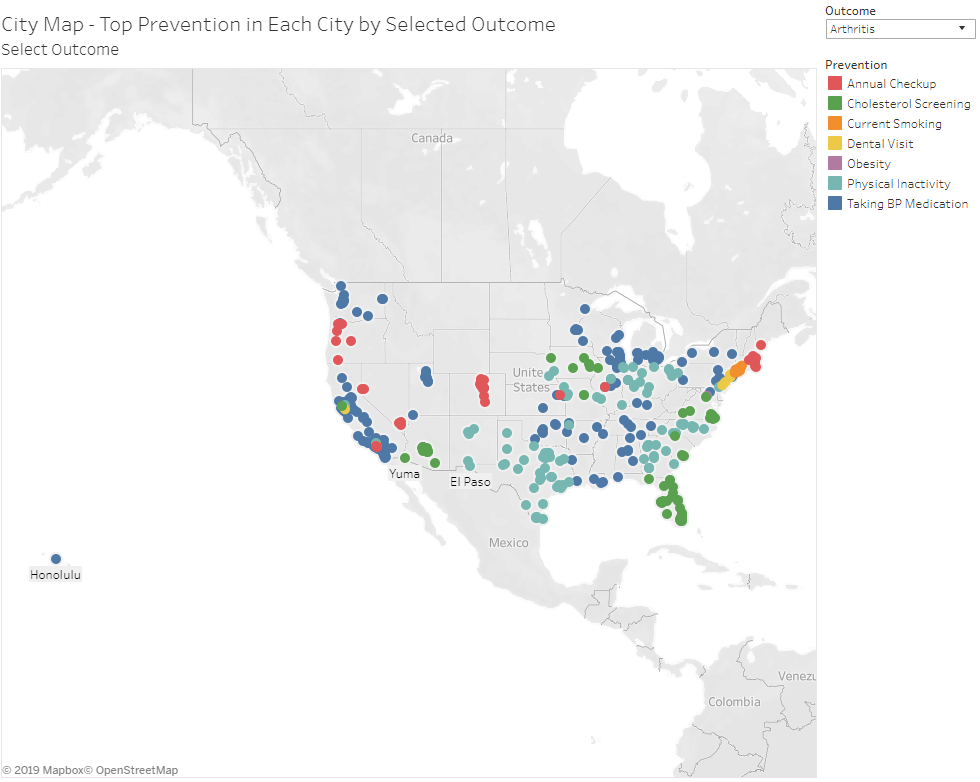 City Map - Top Prevention in Each City by Selected Outcome
Select Outcome
Outcome
Arthritis
Prevention
Annual Checkup
Cholesterol Screening
Current Smoking
Dental Visit
Obesity
Physical Inactivity
Taking BP Medication
Canada
United
States
Yuma
El Paso
Mexico
Honolulu
Venezu
Colombia
© 2019 Mapbox© OpenStreetMap